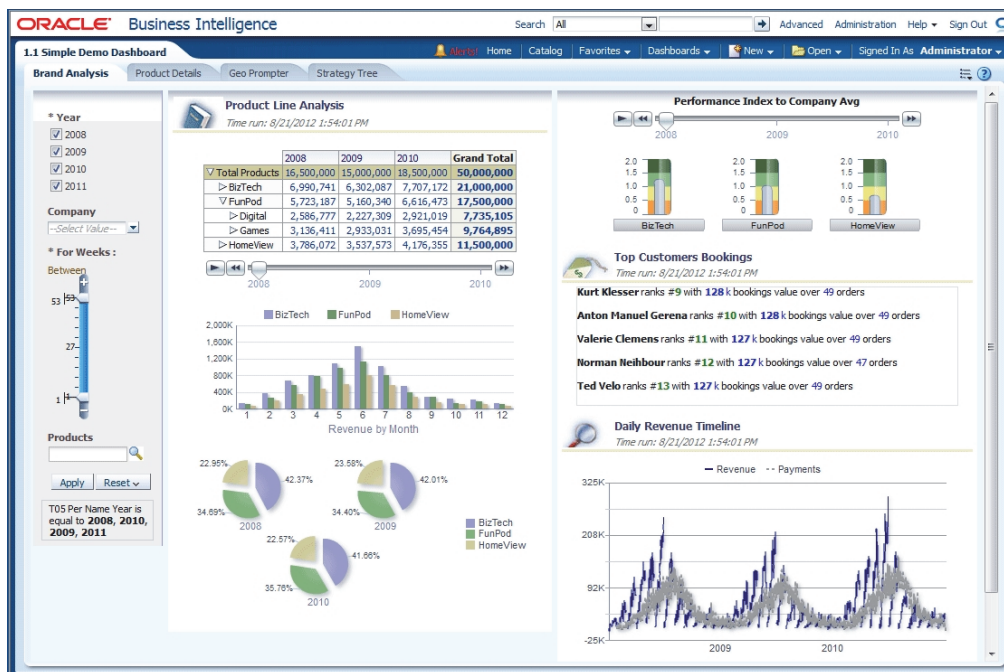 ORACLE Business Intelligence
Search All Advanced Administration Help Sign Out
1.1 Simple Demo Dashboard
Alerts! Home Catalog Favorites Dashboards New Open Signed In As Administrator
Brand Analysis Product Details Geo Prompter Strategy Tree
* Year
2008
2009
2010
2011
Company
--Select Value--
* For Weeks :
Between
53 53
27
1 1
Products
Apply Reset
T05 Per Name Year is
equal to 2008, 2010,
2009, 2011
Product Line Analysis
Time run: 8/21/2012 1:54:01 PM
2008 2009 2010 Grand Total
Total Products 16,500,000 15,000,000 18,500,000 50,000,000
BizTech 6,990,741 6,302,087 7,707,172 21,000,000
FunPod 5,723,187 5,160,340 6,616,473 17,500,000
Digital 2,586,777 2,227,309 2,921,019 7,735,105
Games 3,136,411 2,933,031 3,695,454 9,764,895
HomeView 3,786,072 3,537,573 4,176,355 11,500,000
2008 2009 2010
BizTech FunPod HomeView
2,000K
1,600K
1,200K
800K
400K
0K
1 2 3 4 5 6 7 8 9 10 11 12
Revenue by Month
22.95% 42.37% 34.69%
2008
23.58% 42.01% 34.40%
2009
22.57% 41.66% 35.76%
2010
BizTech
FunPod
HomeView
Performance Index to Company Avg
2008 2009 2010
2.0 2.0 2.0
1.5 1.5 1.5
1.0 1.0 1.0
0.5 0.5 0.5
0 0 0
BizTech FunPod HomeView
Top Customers Bookings
Time run: 8/21/2012 1:54:01 PM
Kurt Klesser ranks #9 with 128 k bookings value over 49 orders
Anton Manuel Gerena ranks #10 with 128 k bookings value over 49 orders
Valerie Clemens ranks #11 with 127 k bookings value over 49 orders
Norman Neihbour ranks #12 with 127 k bookings value over 47 orders
Ted Velo ranks #13 with 127 k bookings value over 49 orders
Daily Revenue Timeline
Time run: 8/21/2012 1:54:01 PM
Revenue Payments
325K
208K
92K
-25K
2009 2010